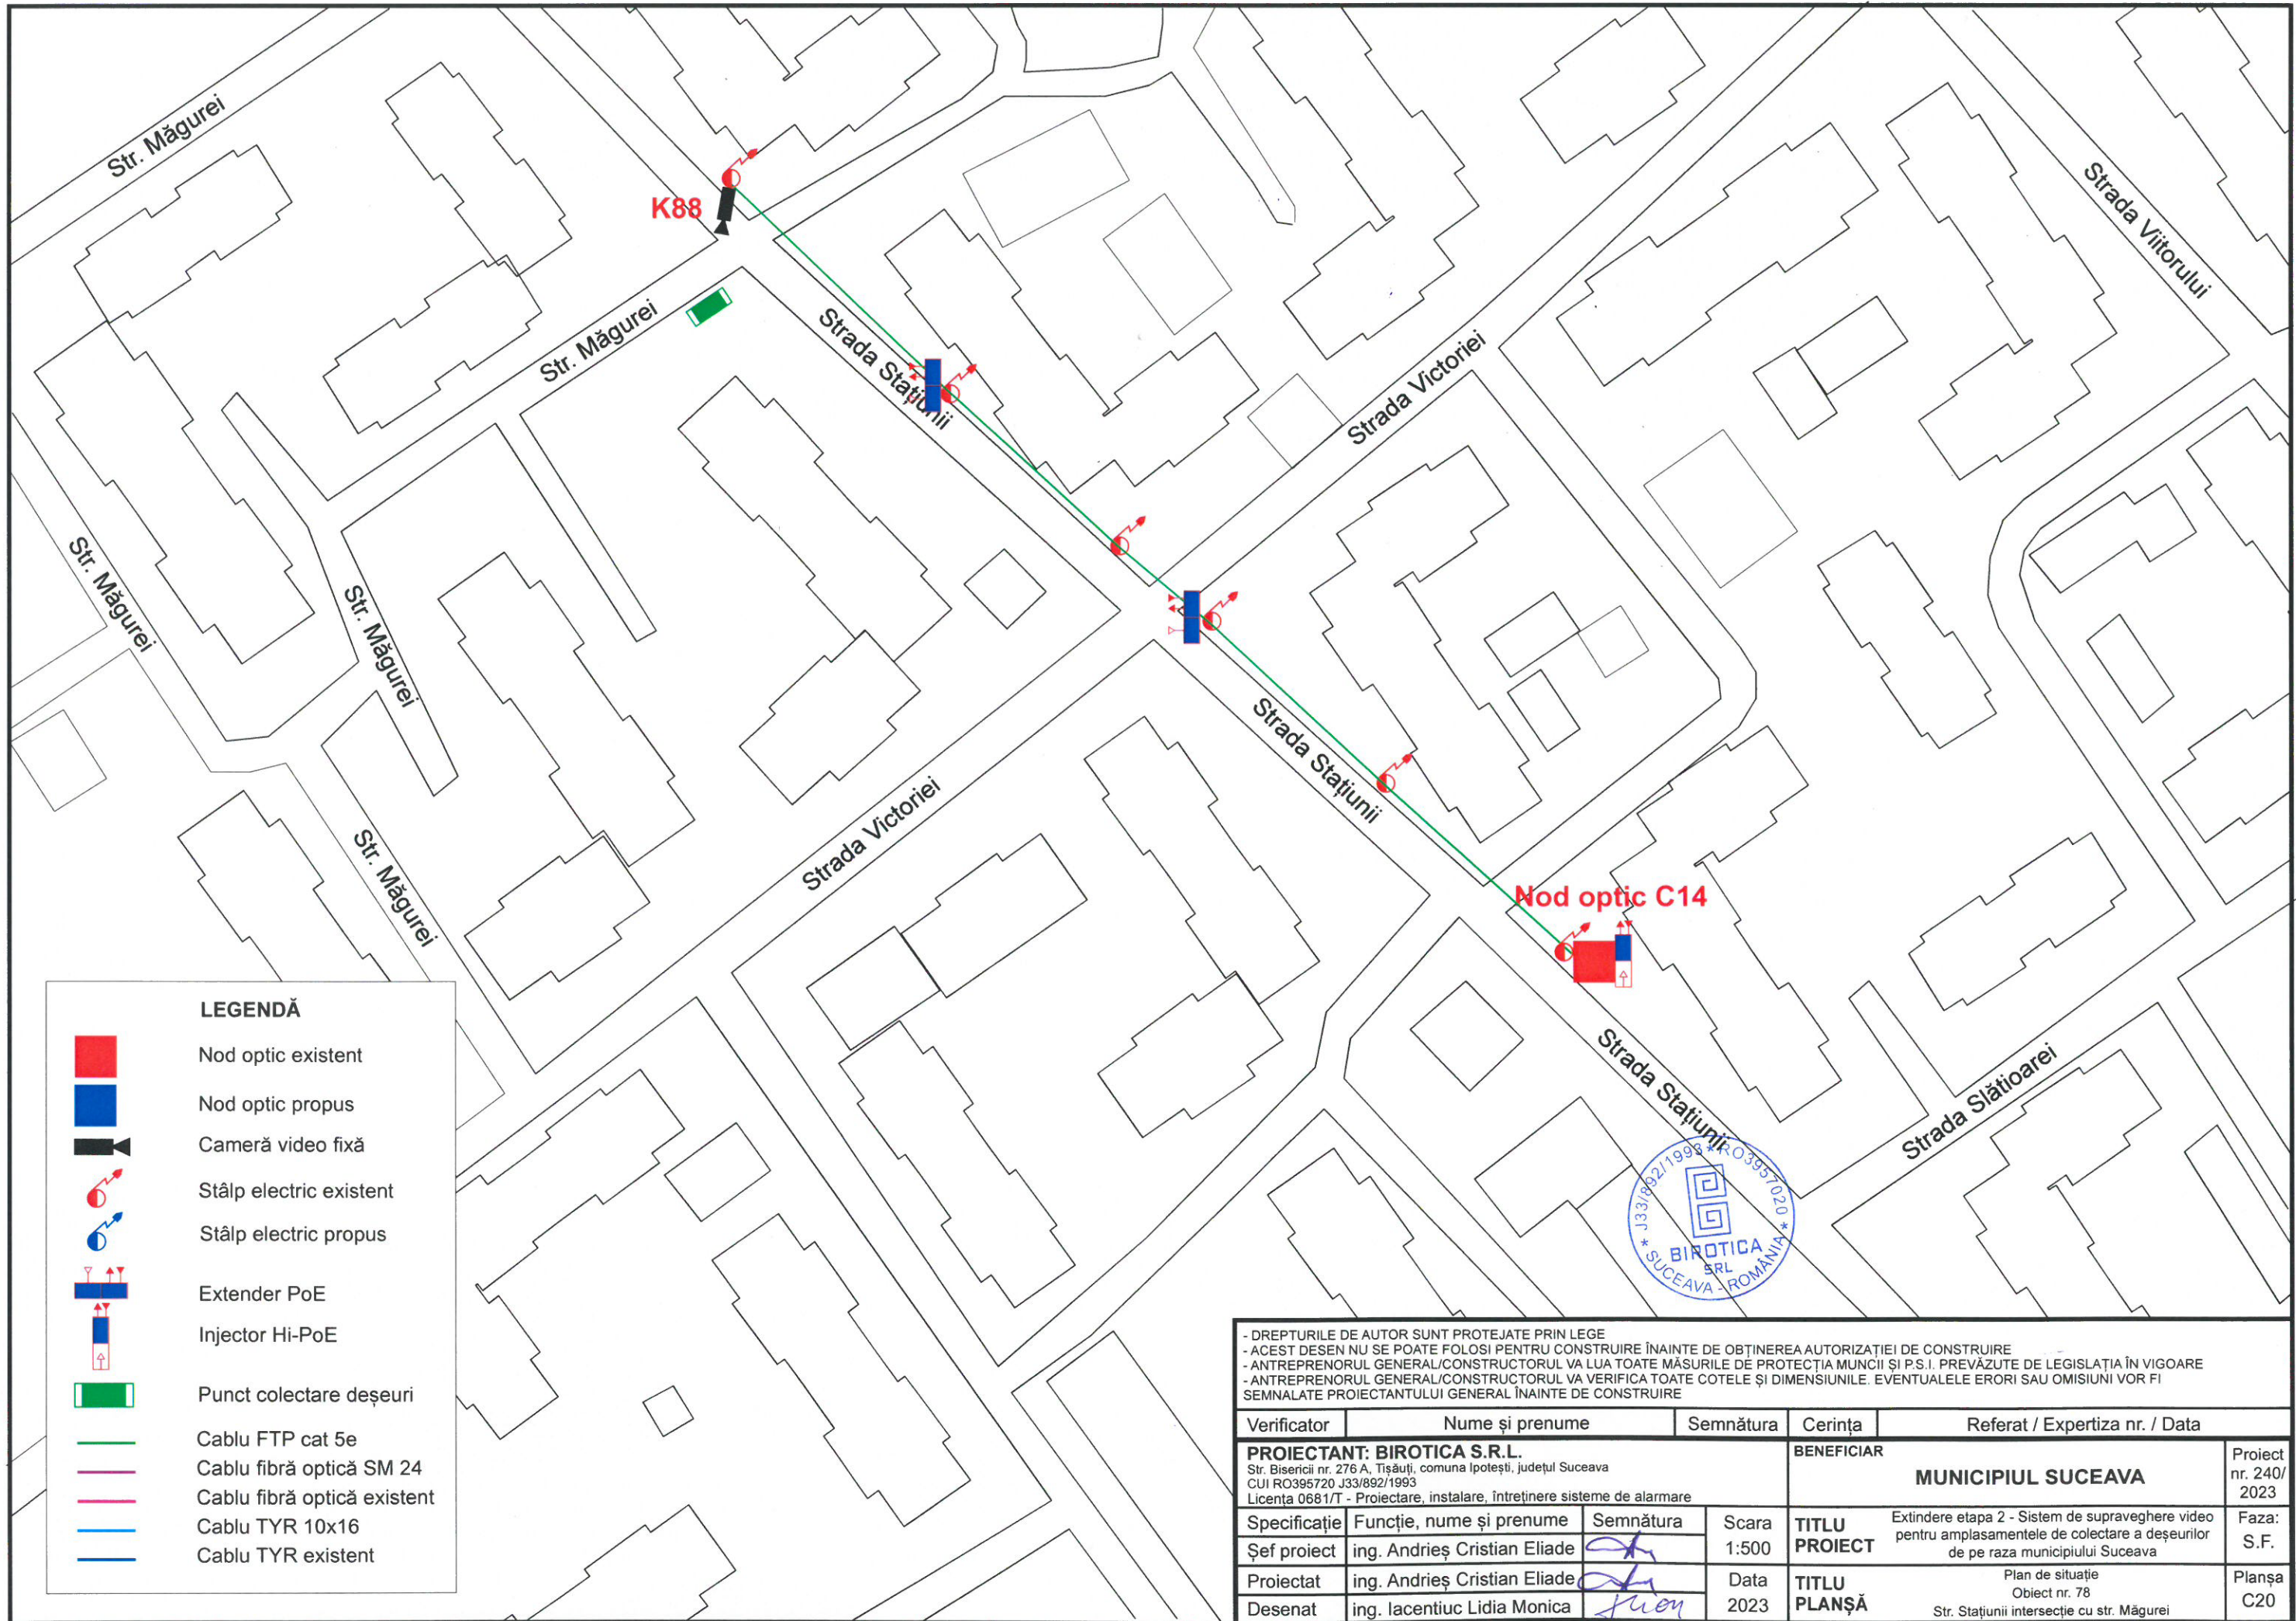 Str. Măgurei
K88
Str. Măgurei
Strada Stațiunii
Strada Victoriei
Strada Viitorului
Str. Măgurei
Str. Măgurei
Str. Măgurei
Strada Victoriei
Strada Stațiunii
Nod optic C14
Strada Stațiunii
Strada Slătioarei
LEGENDĂ
Nod optic existent
Nod optic propus
Cameră video fixă
Stâlp electric existent
Stâlp electric propus
Extender PoE
Injector Hi-PoE
Punct colectare deșeuri
Cablu FTP cat 5e
Cablu fibră optică SM 24
Cablu fibră optică existent
Cablu TYR 10x16
Cablu TYR existent
* J33/892/1993 * RO3957020 *
BIROTICA
SRL
SUCEAVA - ROMÂNIA
- DREPTURILE DE AUTOR SUNT PROTEJATE PRIN LEGE
- ACEST DESEN NU SE POATE FOLOSI PENTRU CONSTRUIRE ÎNAINTE DE OBȚINEREA AUTORIZAȚIEI DE CONSTRUIRE
- ANTREPRENORUL GENERAL/CONSTRUCTORUL VA LUA TOATE MĂSURILE DE PROTECȚIA MUNCII ȘI P.S.I. PREVĂZUTE DE LEGISLAȚIA ÎN VIGOARE
- ANTREPRENORUL GENERAL/CONSTRUCTORUL VA VERIFICA TOATE COTELE ȘI DIMENSIUNILE. EVENTUALELE ERORI SAU OMISIUNI VOR FI
SEMNALATE PROIECTANTULUI GENERAL ÎNAINTE DE CONSTRUIRE
Verificator Nume și prenume Semnătura Cerința Referat / Expertiza nr. / Data
PROIECTANT: BIROTICA S.R.L.
Str. Bisericii nr. 276 A, Tișăuți, comuna Ipotești, județul Suceava
CUI RO395720 J33/892/1993
Licența 0681/T - Proiectare, instalare, întreținere sisteme de alarmare
BENEFICIAR
MUNICIPIUL SUCEAVA
Proiect
nr. 240/
2023
Specificație Funcție, nume și prenume Semnătura
Șef proiect ing. Andrieș Cristian Eliade
Proiectat ing. Andrieș Cristian Eliade
Desenat ing. Iacentiuc Lidia Monica
Scara
1:500
Data
2023
TITLU
PROIECT
Extindere etapa 2 - Sistem de supraveghere video
pentru amplasamentele de colectare a deșeurilor
de pe raza municipiului Suceava
Faza:
S.F.
TITLU
PLANȘĂ
Plan de situație
Obiect nr. 78
Str. Stațiunii intersecție cu str. Măgurei
Planșa
C20